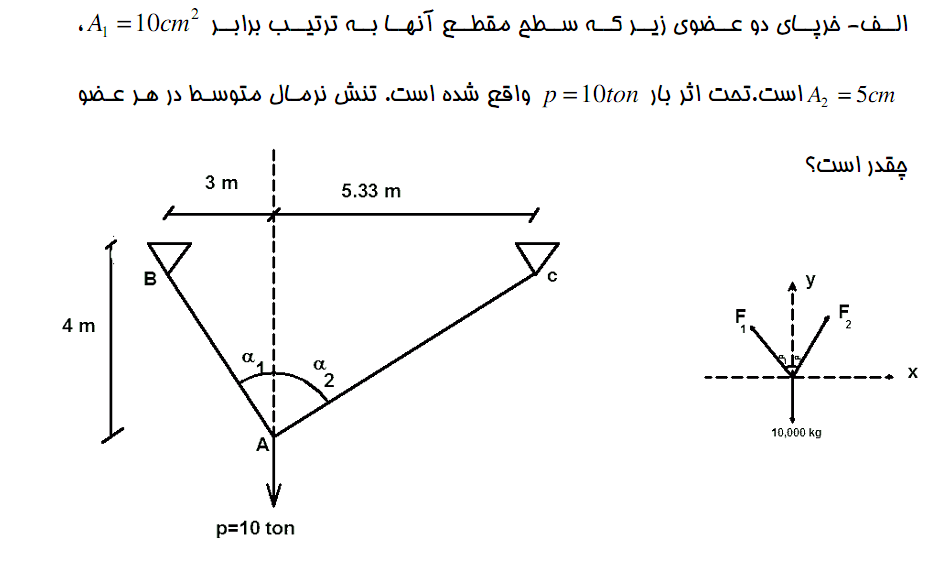 الف- خرپای دو عضوی زیر که سطح مقطع آنها به ترتیب برابر A₁ = 10cm²،
A₂ = 5cm است.تحت اثر بار p = 10ton واقع شده است. تنش نرمال متوسط در هر عضو
چقدر است؟
3 m
5.33 m
B
C
4 m
α1
α2
A
p=10 ton
y
F1
F2
x
10,000 kg